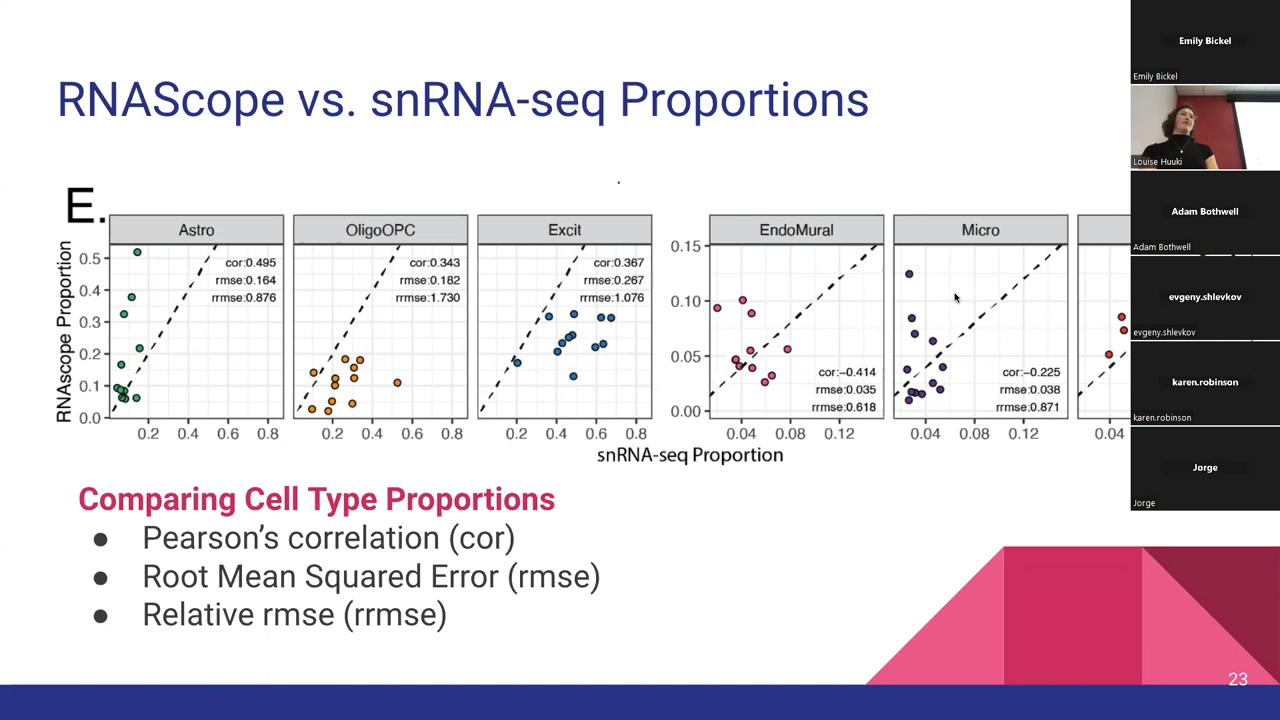 RNAScope vs. snRNA-seq Proportions
E.
Astro
OligoOPC
Excit
EndoMural
Micro
RNAscope Proportion
0.5
0.4
0.3
0.2
0.1
0.0
cor:0.495
rmse:0.164
rrmse:0.876
cor:0.343
rmse:0.182
rrmse:1.730
cor:0.367
rmse:0.267
rrmse:1.076
0.15
0.10
0.05
0.00
cor:−0.414
rmse:0.035
rrmse:0.618
cor:−0.225
rmse:0.038
rrmse:0.871
0.2 0.4 0.6 0.8
0.2 0.4 0.6 0.8
0.2 0.4 0.6 0.8
0.04 0.08 0.12
0.04 0.08 0.12
0.04
snRNA-seq Proportion
Comparing Cell Type Proportions
● Pearson's correlation (cor)
● Root Mean Squared Error (rmse)
● Relative rmse (rrmse)
23
Emily Bickel
Emily Bickel
Louise Huuki
Adam Bothwell
Adam Bothwell
evgeny.shlevkov
evgeny.shlevkov
karen.robinson
karen.robinson
Jorge
Jorge